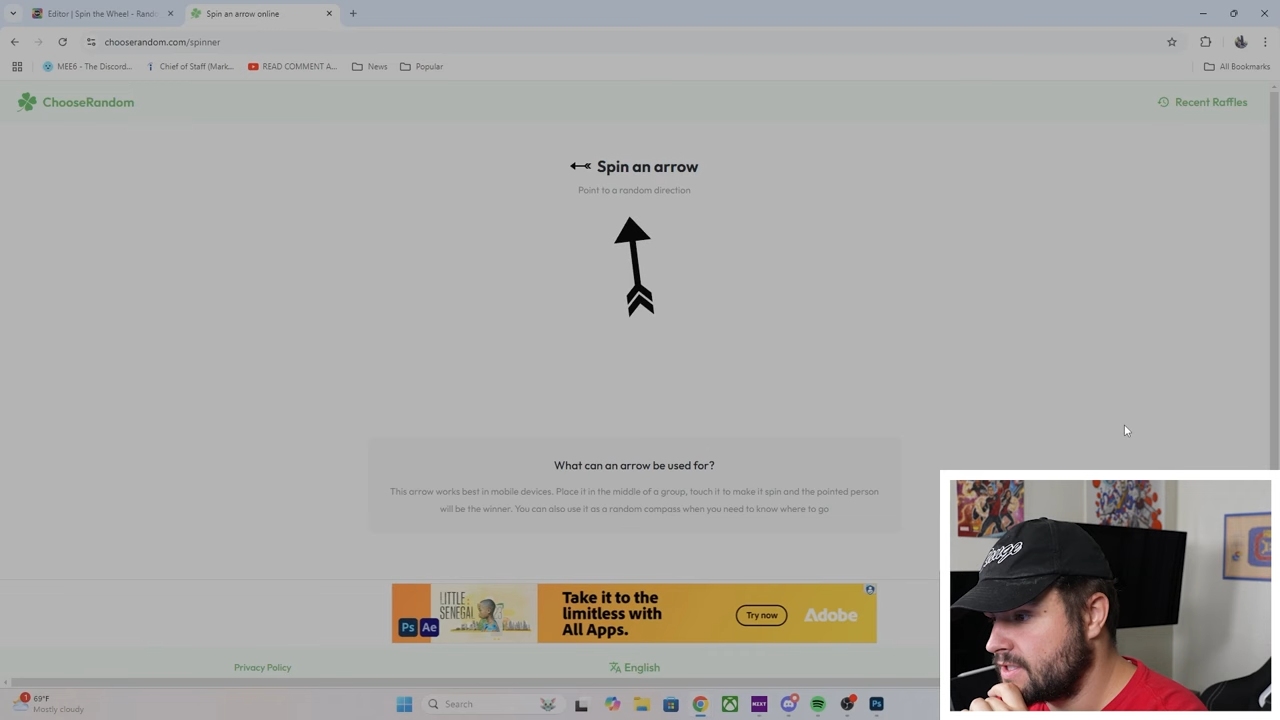 Editor | Spin the Wheel - Rando
Spin an arrow online
chooserandom.com/spinner
MEE6 - The Discord...
Chief of Staff (Mark...
READ COMMENT A...
News
Popular
All Bookmarks
ChooseRandom
Recent Raffles
Spin an arrow
Point to a random direction
What can an arrow be used for?
This arrow works best in mobile devices. Place it in the middle of a group, touch it to make it spin and the pointed person
will be the winner. You can also use it as a random compass when you need to know where to go
LITTLE
SENEGAL
Ps Ae
Take it to the
limitless with
All Apps.
Try now
Adobe
Privacy Policy
English
1
69°F
Mostly cloudy
Search
NEXT
Ps